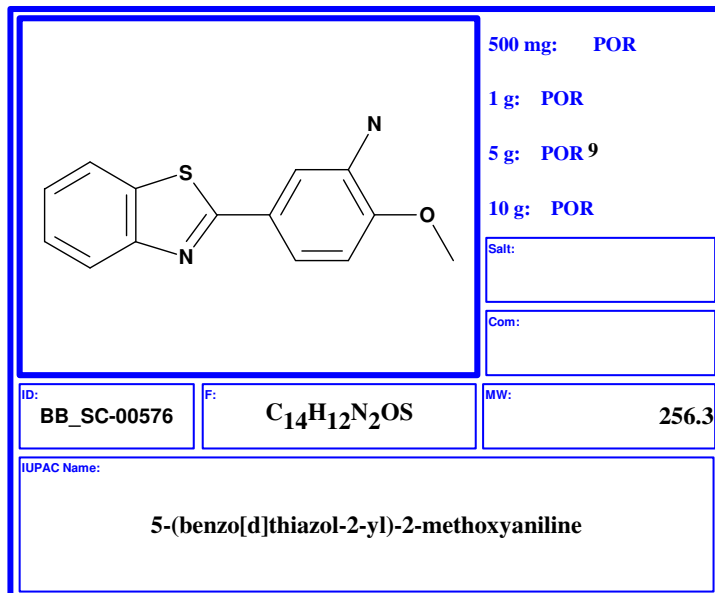 500 mg: POR
1 g: POR
5 g: POR 9
10 g: POR
N
S
O
N
Salt:
Com:
ID:
BB_SC-00576
F:
C14H12N2OS
MW:
256.3
IUPAC Name:
5-(benzo[d]thiazol-2-yl)-2-methoxyaniline